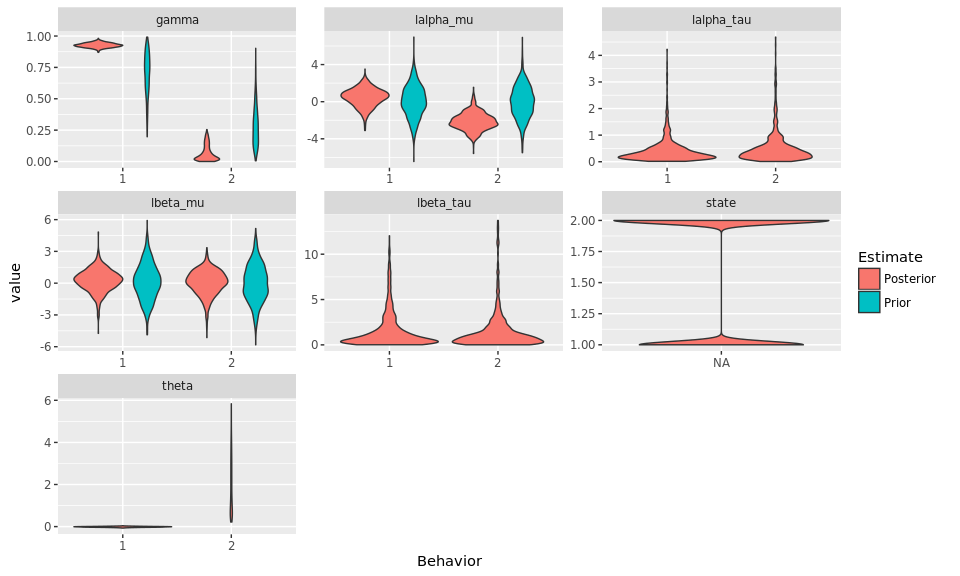 gamma
lalpha_mu
lalpha_tau
1.00
0.75
0.50
0.25
0.00
1 2
4
0
-4
1 2
4
3
2
1
0
1 2
lbeta_mu
lbeta_tau
state
6
3
0
-3
-6
1 2
10
5
0
1 2
2.00
1.75
1.50
1.25
1.00
NA
theta
6
4
2
0
1 2
value
Behavior
Estimate
Posterior
Prior